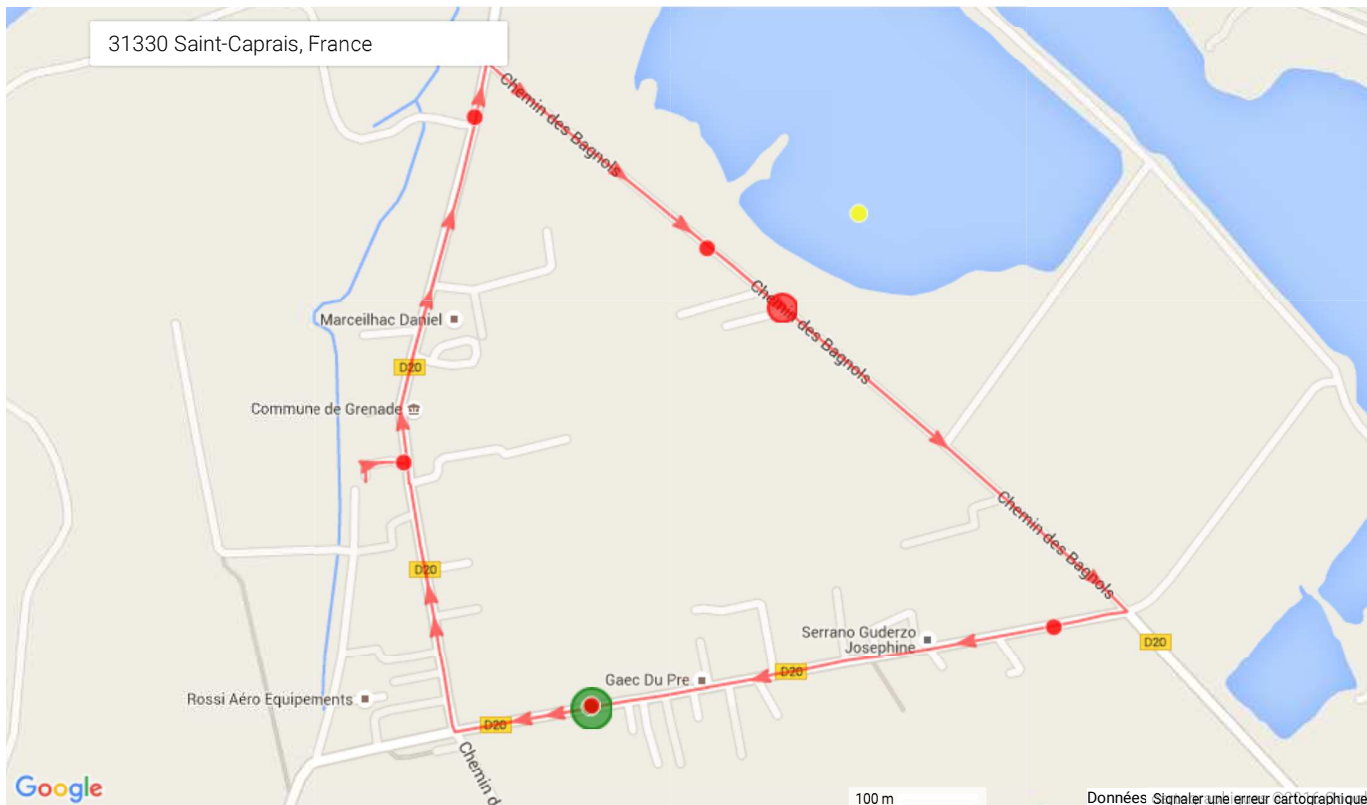 31330 Saint-Caprais, France
Chemin des Bagnols
Marceilhac Daniel
Chemin des Bagnols
D20
Commune de Grenade
Chemin des Bagnols
D20
Serrano Guderzo
Josephine
D20
Gaec Du Pre
D20
Rossi Aéro Equipements
D20
Chemin d
Google
100 m
Données
Signaler une erreur cartographique